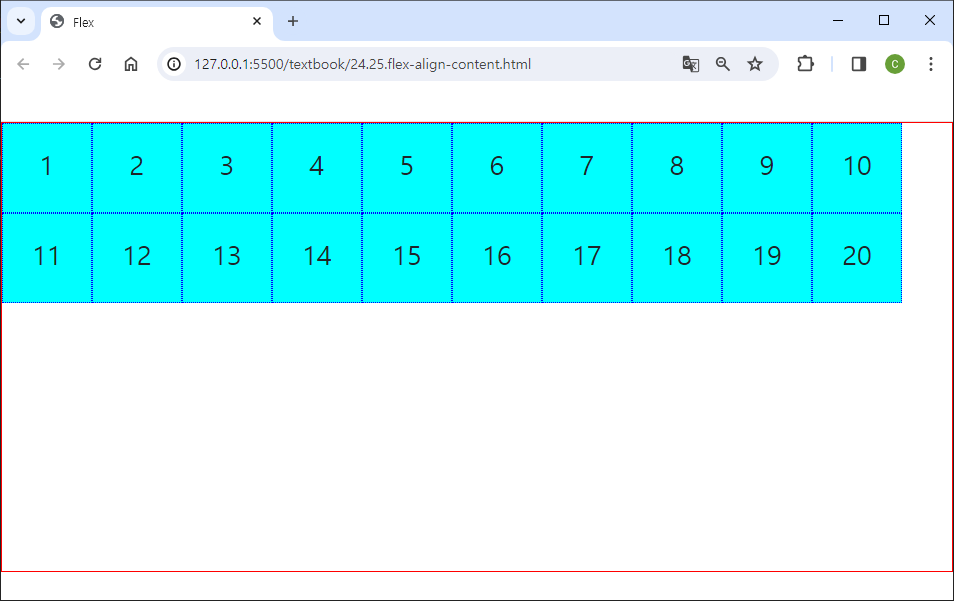 Flex
127.0.0.1:5500/textbook/24.25.flex-align-content.html
C
1 2 3 4 5 6 7 8 9 10
11 12 13 14 15 16 17 18 19 20